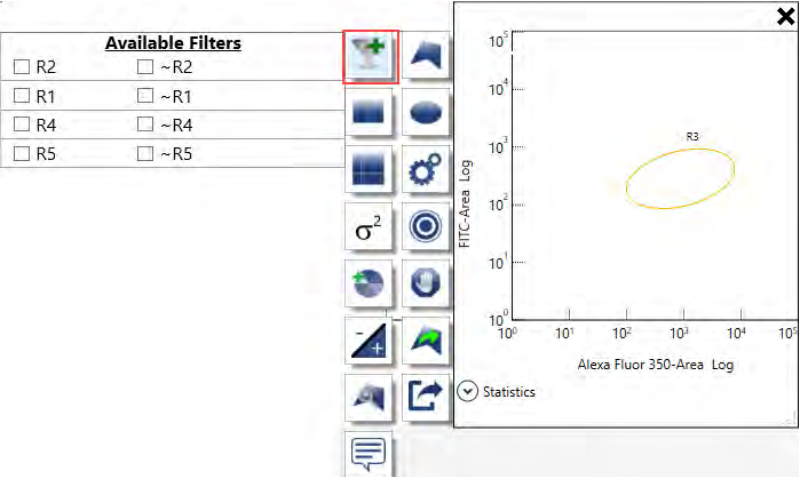 Available Filters
R2 ~R2
R1 ~R1
R4 ~R4
R5 ~R5
σ²
- +
10⁵
10⁴
10³
10²
10¹
10⁰
FITC-Area Log
R3
10⁰ 10¹ 10² 10³ 10⁴ 10⁵
Alexa Fluor 350-Area Log
Statistics